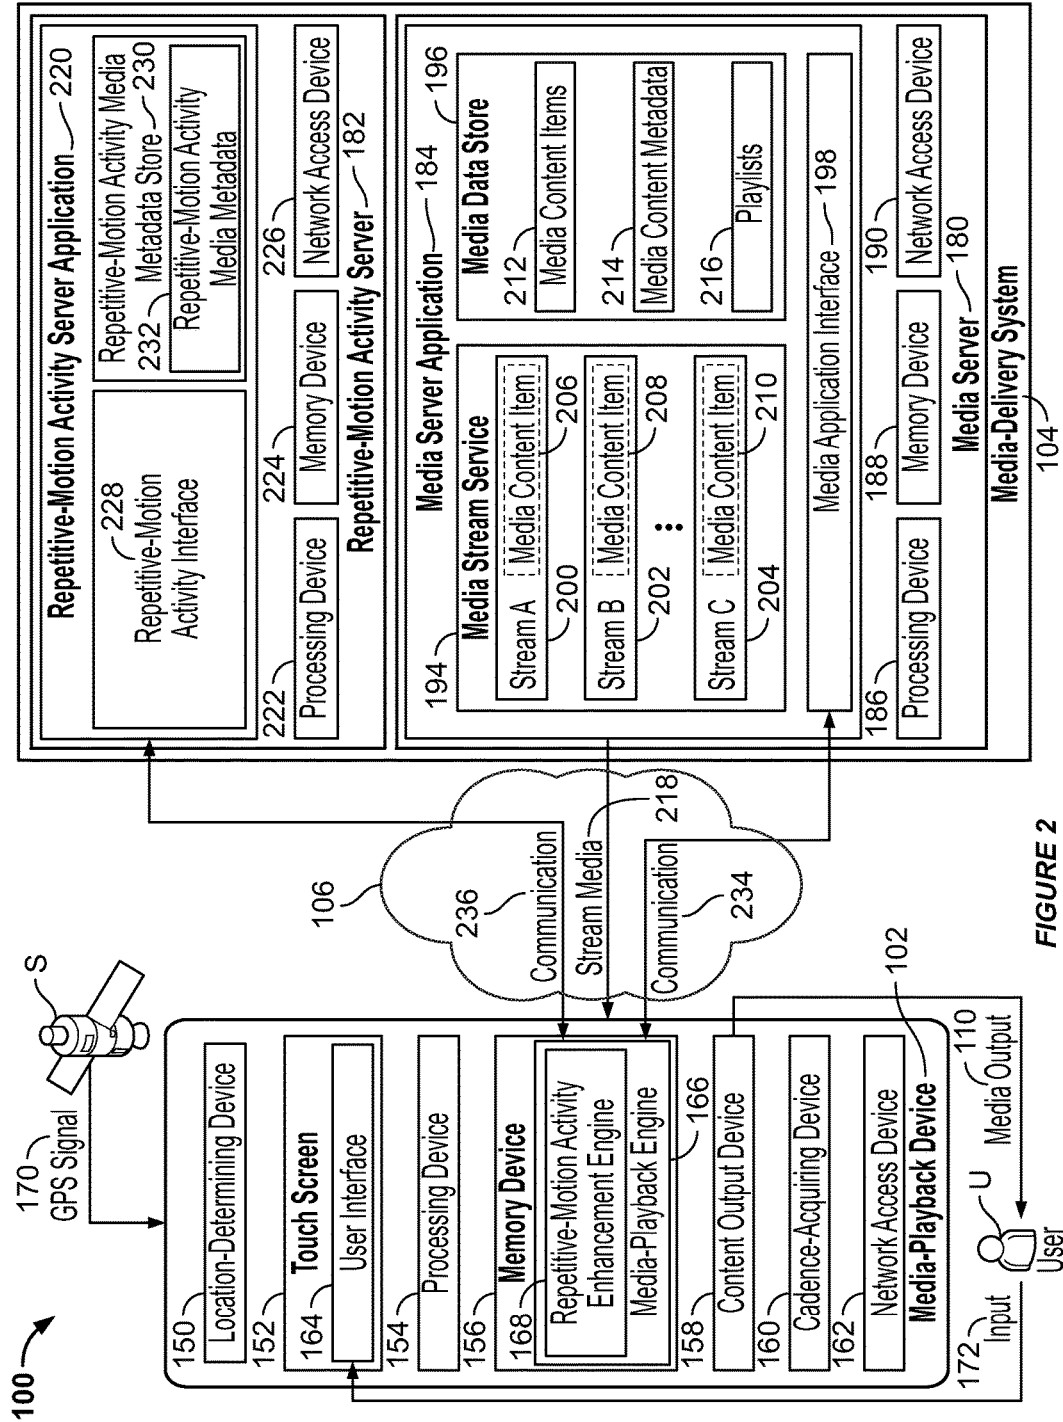 100
170
GPS Signal
S
150
Location-Determining Device
152
Touch Screen
164
User Interface
154
Processing Device
156
Memory Device
168
Repetitive-Motion Activity
Enhancement Engine
Media-Playback Engine
166
158
Content Output Device
160
Cadence-Acquiring Device
162
Network Access Device
Media-Playback Device
102
172
Input
U
User
110
Media Output
106
236
Communication
Stream Media
218
Communication
234
Repetitive-Motion Activity Server Application
220
228
Repetitive-Motion
Activity Interface
Repetitive-Motion Activity Media
Metadata Store
230
232
Repetitive-Motion Activity
Media Metadata
222
Processing Device
224
Memory Device
226
Network Access Device
Repetitive-Motion Activity Server
182
Media Server Application
184
194
Media Stream Service
Stream A
Media Content Item
200
206
Stream B
Media Content Item
202
208
Stream C
Media Content Item
204
210
Media Data Store
196
212
Media Content Items
214
Media Content Metadata
216
Playlists
Media Application Interface
198
186
Processing Device
188
Memory Device
190
Network Access Device
Media Server
180
Media-Delivery System
104
FIGURE 2